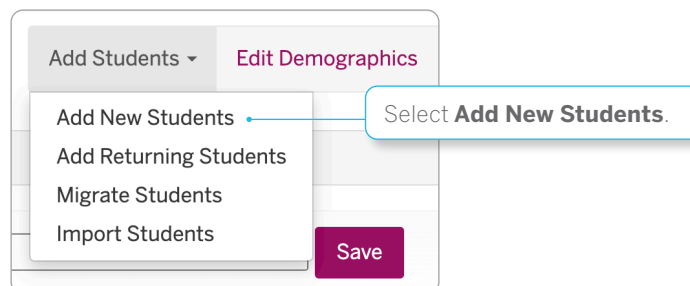 Add Students Edit Demographics
Add New Students
Select Add New Students.
Add Returning Students
Migrate Students
Import Students
Save